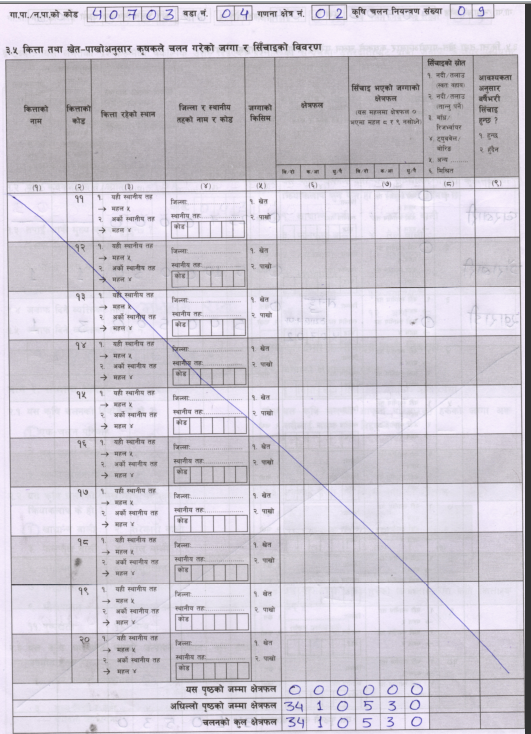 गा.पा./न.पा.को कोड 4 0 7 0 3 वडा नं. 0 4 गणना क्षेत्र नं. 0 2 कृषि चलन नियन्त्रण संख्या 0 9
३.५ कित्ता तथा खेत-पाखोअनुसार कृषकले चलन गरेको जग्गा र सिँचाइको विवरण
कित्ताको नाम
कित्ताको कोड
कित्ता रहेको स्थान
जिल्ला र स्थानीय तहको नाम र कोड
जग्गाको किसिम
क्षेत्रफल
बि.-रो क.-आ धु.-पै
सिँचाइ भएको जग्गाको क्षेत्रफल
(यस महलमा क्षेत्रफल ० भएमा महल ८ र ९ नसोध्ने)
बि.-रो क.-आ धु.-पै
सिँचाइको स्रोत
१. नदी/तलाउ (स्वतः बहाव)
२. नदी/तलाउ (तान्नु पर्ने)
३. बाँध/रिजर्भवायर
४. ट्युबवेल/बोरिङ
५. अन्य
६. मिश्रित
आवश्यकता अनुसार वर्षैभरी सिँचाइ हुन्छ ?
१. हुन्छ
२. हुदैन
(१) (२) (३) (४) (५) (६) (७) (८) (९)
११ १. यही स्थानीय तह जिल्ला: १. खेत
→ महल ५
२. अर्को स्थानीय तह स्थानीय तह: २. पाखो
→ महल ४ कोड
१२ १. यही स्थानीय तह जिल्ला: १. खेत
→ महल ५
२. अर्को स्थानीय तह स्थानीय तह: २. पाखो
→ महल ४ कोड
१३ १. यही स्थानीय तह जिल्ला: १. खेत
→ महल ५
२. अर्को स्थानीय तह स्थानीय तह: २. पाखो
→ महल ४ कोड
१४ १. यही स्थानीय तह जिल्ला: १. खेत
→ महल ५
२. अर्को स्थानीय तह स्थानीय तह: २. पाखो
→ महल ४ कोड
१५ १. यही स्थानीय तह जिल्ला: १. खेत
→ महल ५
२. अर्को स्थानीय तह स्थानीय तह: २. पाखो
→ महल ४ कोड
१६ १. यही स्थानीय तह जिल्ला: १. खेत
→ महल ५
२. अर्को स्थानीय तह स्थानीय तह: २. पाखो
→ महल ४ कोड
१७ १. यही स्थानीय तह जिल्ला: १. खेत
→ महल ५
२. अर्को स्थानीय तह स्थानीय तह: २. पाखो
→ महल ४ कोड
१८ १. यही स्थानीय तह जिल्ला: १. खेत
→ महल ५
२. अर्को स्थानीय तह स्थानीय तह: २. पाखो
→ महल ४ कोड
१९ १. यही स्थानीय तह जिल्ला: १. खेत
→ महल ५
२. अर्को स्थानीय तह स्थानीय तह: २. पाखो
→ महल ४ कोड
२० १. यही स्थानीय तह जिल्ला: १. खेत
→ महल ५
२. अर्को स्थानीय तह स्थानीय तह: २. पाखो
→ महल ४ कोड
यस पृष्ठको जम्मा क्षेत्रफल 0 0 0 0 0 0
अघिल्लो पृष्ठको जम्मा क्षेत्रफल 34 1 0 5 3 0
चलनको कुल क्षेत्रफल 34 1 0 5 3 0